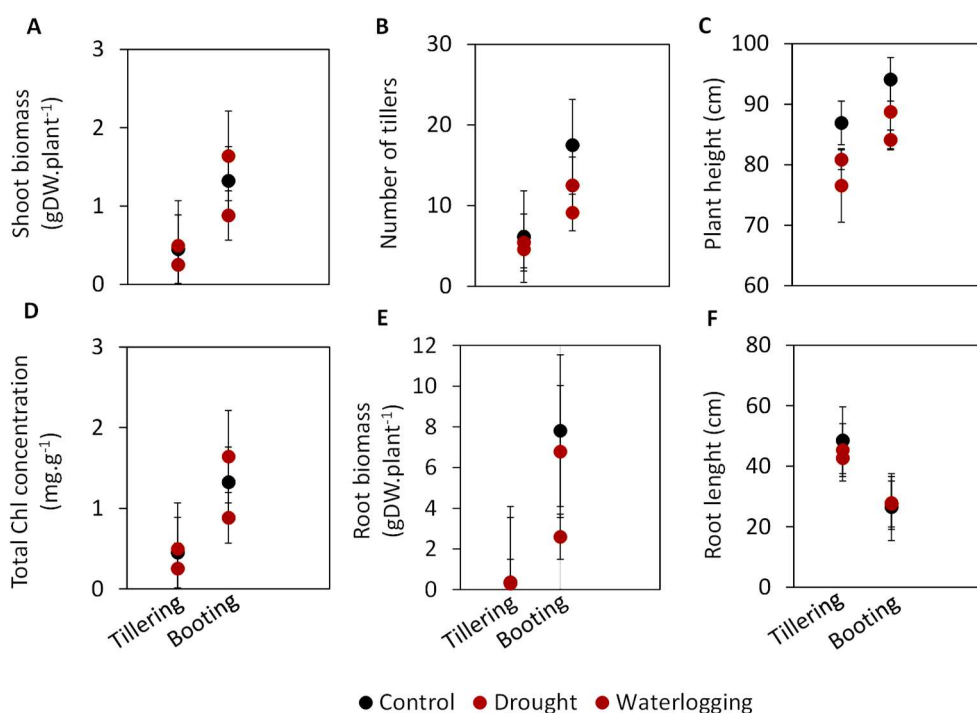 A
Shoot biomass
(gDW.plant⁻¹)
3
2
1
0
B
Number of tillers
30
20
10
0
C
Plant height (cm)
100
90
80
70
60
D
Total Chl concentration
(mg.g⁻¹)
3
2
1
0
Tillering
Booting
E
Root biomass
(gDW.plant⁻¹)
12
10
8
6
4
2
0
Tillering
Booting
F
Root lenght (cm)
80
60
40
20
0
Tillering
Booting
Control Drought Waterlogging